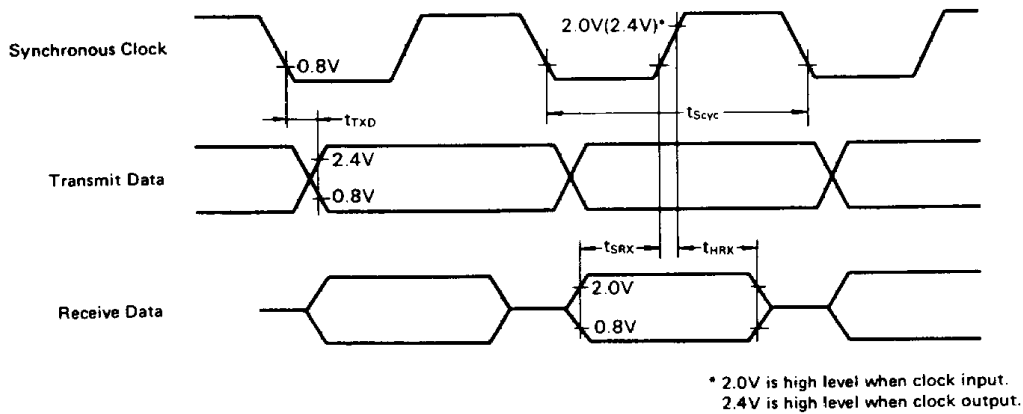 Synchronous Clock
2.0V(2.4V)*
0.8V
tScyc
tTXD
Transmit Data
2.4V
0.8V
tSRX
tHRX
Receive Data
2.0V
0.8V
* 2.0V is high level when clock input.
2.4V is high level when clock output.